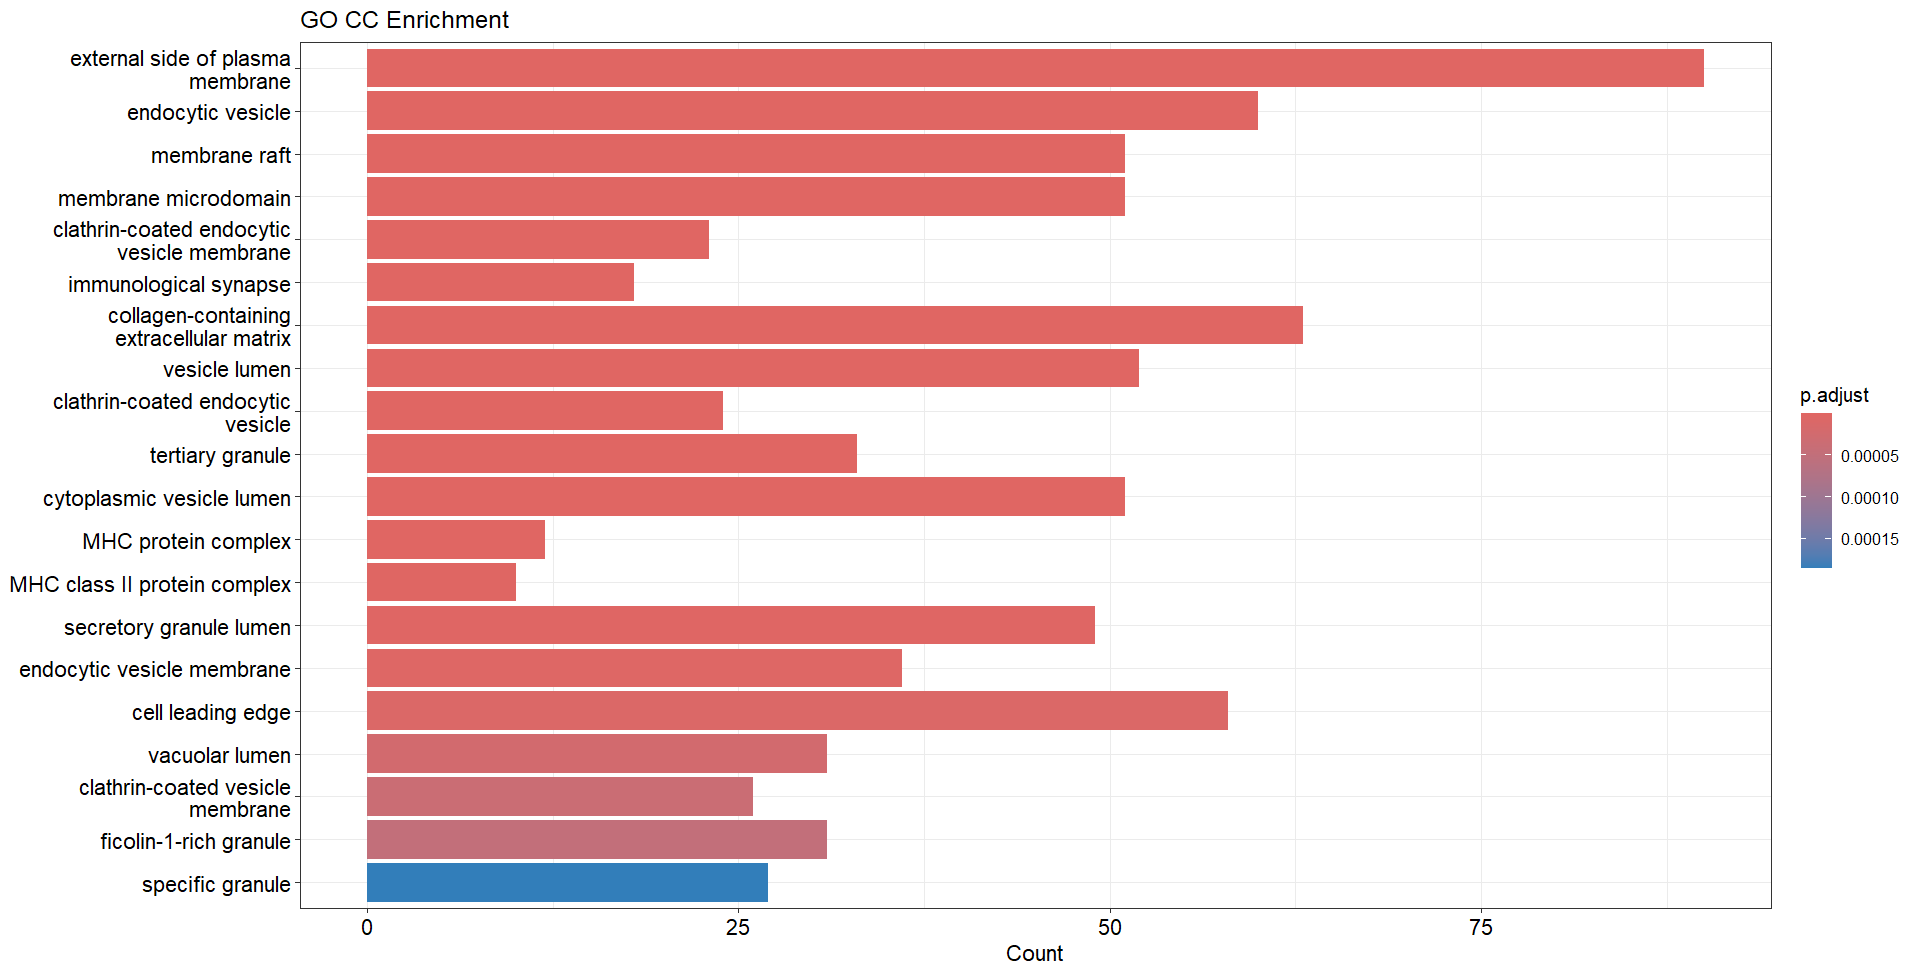 GO CC Enrichment
external side of plasma
membrane
endocytic vesicle
membrane raft
membrane microdomain
clathrin-coated endocytic
vesicle membrane
immunological synapse
collagen-containing
extracellular matrix
vesicle lumen
clathrin-coated endocytic
vesicle
tertiary granule
cytoplasmic vesicle lumen
MHC protein complex
MHC class II protein complex
secretory granule lumen
endocytic vesicle membrane
cell leading edge
vacuolar lumen
clathrin-coated vesicle
membrane
ficolin-1-rich granule
specific granule
0 25 50 75
Count
p.adjust
0.00005
0.00010
0.00015